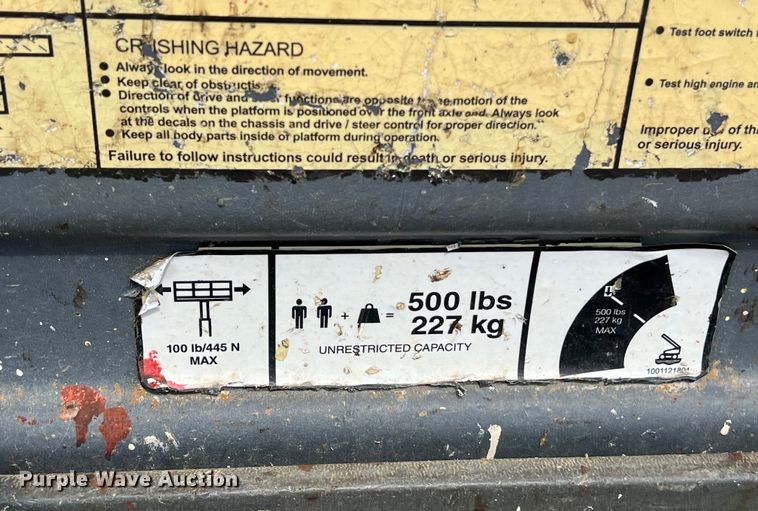 CRUSHING HAZARD
• Always look in the direction of movement.
• Keep clear of
• Direction of drive and functions are opposite the motion of the
controls when the platform is positioned over the front axle end. Always look
at the decals on the chassis and drive / steer control for proper direction.
• Keep all body parts inside of platform during operation.
Failure to follow instructions could result in death or serious injury.
• Test foot switch
• Test high engine
Improper
or serious injury.
100 lb/445 N
MAX
+ = 500 lbs
227 kg
UNRESTRICTED CAPACITY
500 lbs
227 kg
MAX
1001121804
Purple Wave Auction